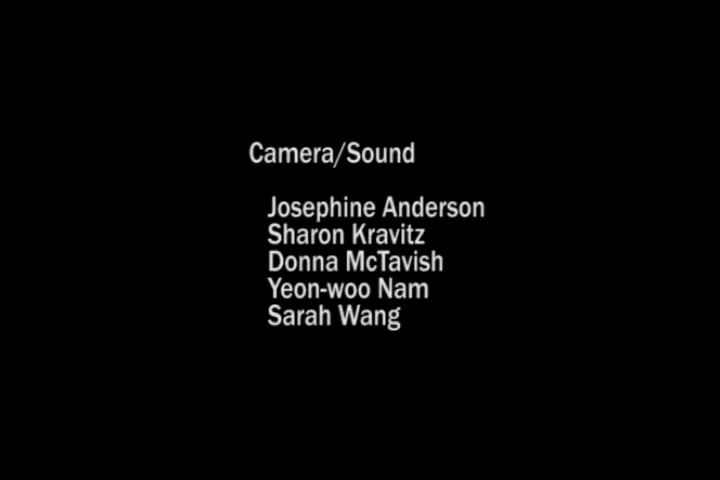 Camera/Sound
Josephine Anderson
Sharon Kravitz
Donna McTavish
Yeon-woo Nam
Sarah Wang